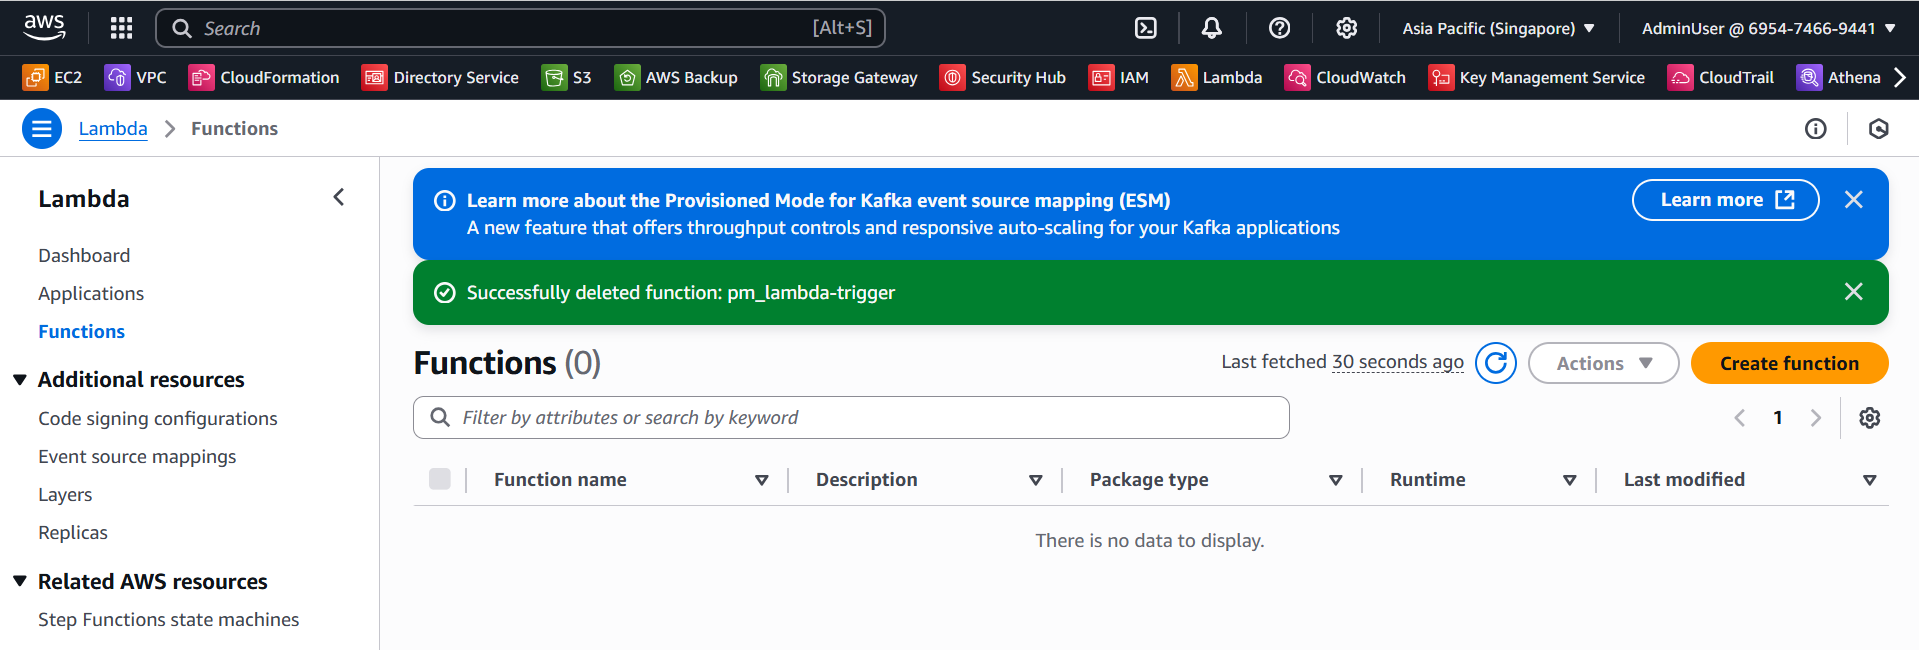 aws
Search
[Alt+S]
Asia Pacific (Singapore)
AdminUser @ 6954-7466-9441
EC2
VPC
CloudFormation
Directory Service
S3
AWS Backup
Storage Gateway
Security Hub
IAM
Lambda
CloudWatch
Key Management Service
CloudTrail
Athena
Lambda
Functions
Lambda
Dashboard
Applications
Functions
Additional resources
Code signing configurations
Event source mappings
Layers
Replicas
Related AWS resources
Step Functions state machines
Learn more about the Provisioned Mode for Kafka event source mapping (ESM)
A new feature that offers throughput controls and responsive auto-scaling for your Kafka applications
Learn more
Successfully deleted function: pm_lambda-trigger
Functions (0)
Last fetched 30 seconds ago
Actions
Create function
Filter by attributes or search by keyword
1
Function name
Description
Package type
Runtime
Last modified
There is no data to display.